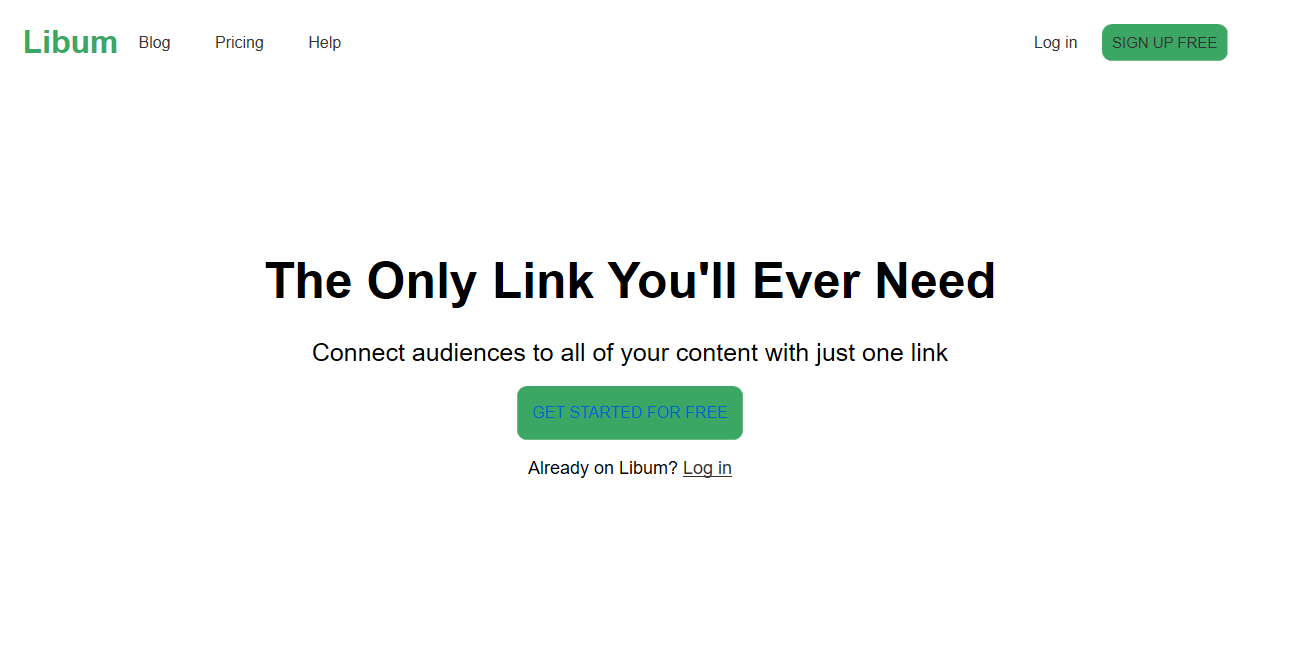 Libum Blog Pricing Help Log in SIGN UP FREE
The Only Link You'll Ever Need
Connect audiences to all of your content with just one link
GET STARTED FOR FREE
Already on Libum? Log in